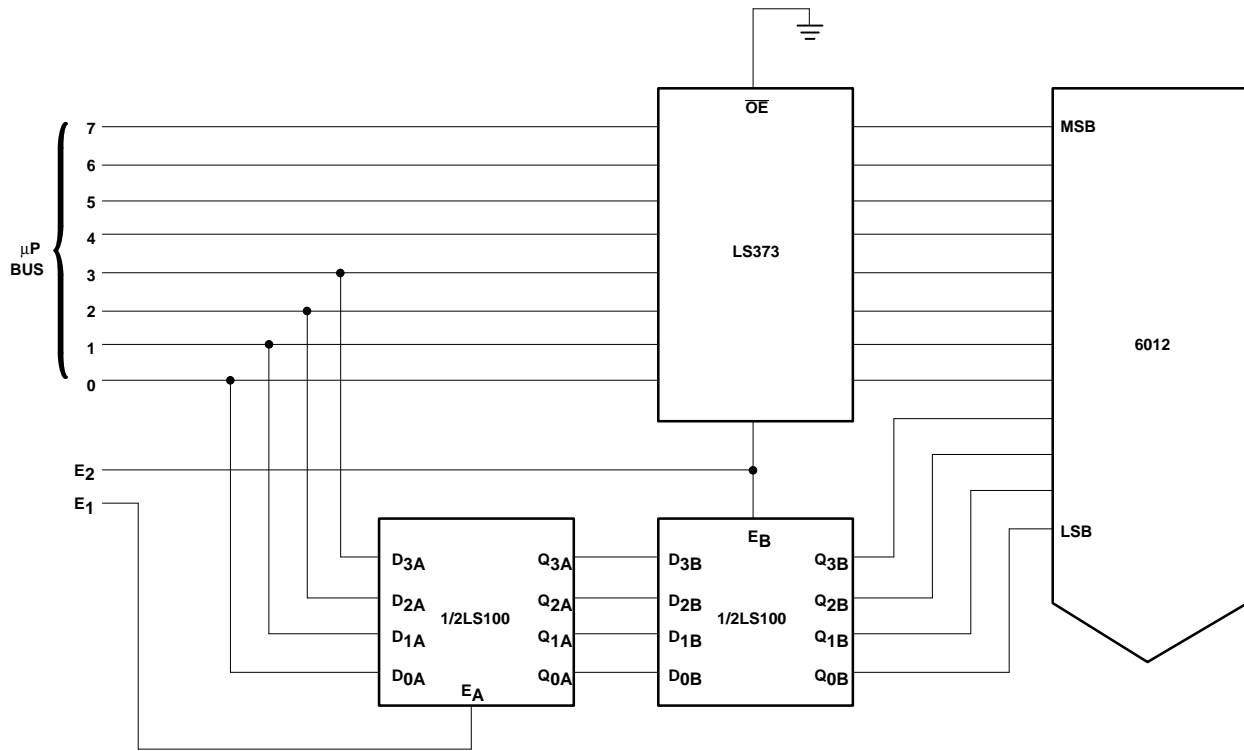 OE
7
MSB
6
5
4
LS373
μP
BUS
3
2
1
6012
0
E2
E1
LSB
EB
D3A
Q3A
D3B
Q3B
D2A
Q2A
D2B
Q2B
1/2LS100
1/2LS100
D1A
Q1A
D1B
Q1B
D0A
Q0A
D0B
Q0B
EA